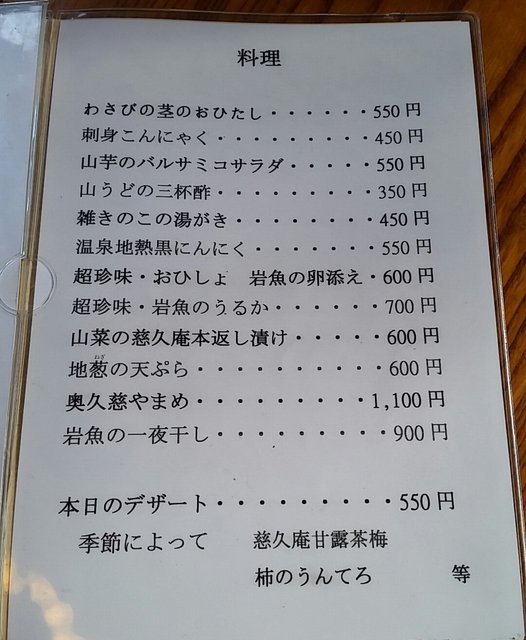 料理
わさびの茎のおひたし・・・・・・550円
刺身こんにゃく・・・・・・・・・450円
山芋のバルサミコサラダ・・・・・550円
山うどの三杯酢・・・・・・・・・350円
雑きのこの湯がき・・・・・・・・450円
温泉地熱黒にんにく・・・・・・・550円
超珍味・おひしょ　岩魚の卵添え・600円
超珍味・岩魚のうるか・・・・・・700円
山菜の慈久庵本返し漬け・・・・・600円
ねぎ
地葱の天ぷら・・・・・・・・・・600円
奥久慈やまめ・・・・・・・・・1,100円
岩魚の一夜干し・・・・・・・・・900円
本日のデザート・・・・・・・・・550円
季節によって　慈久庵甘露茶梅
柿のうんてろ　等